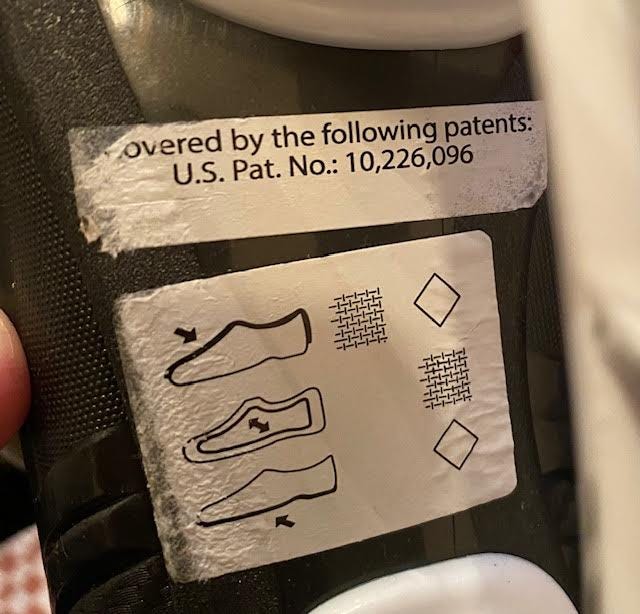 overed by the following patents:
U.S. Pat. No.: 10,226,096